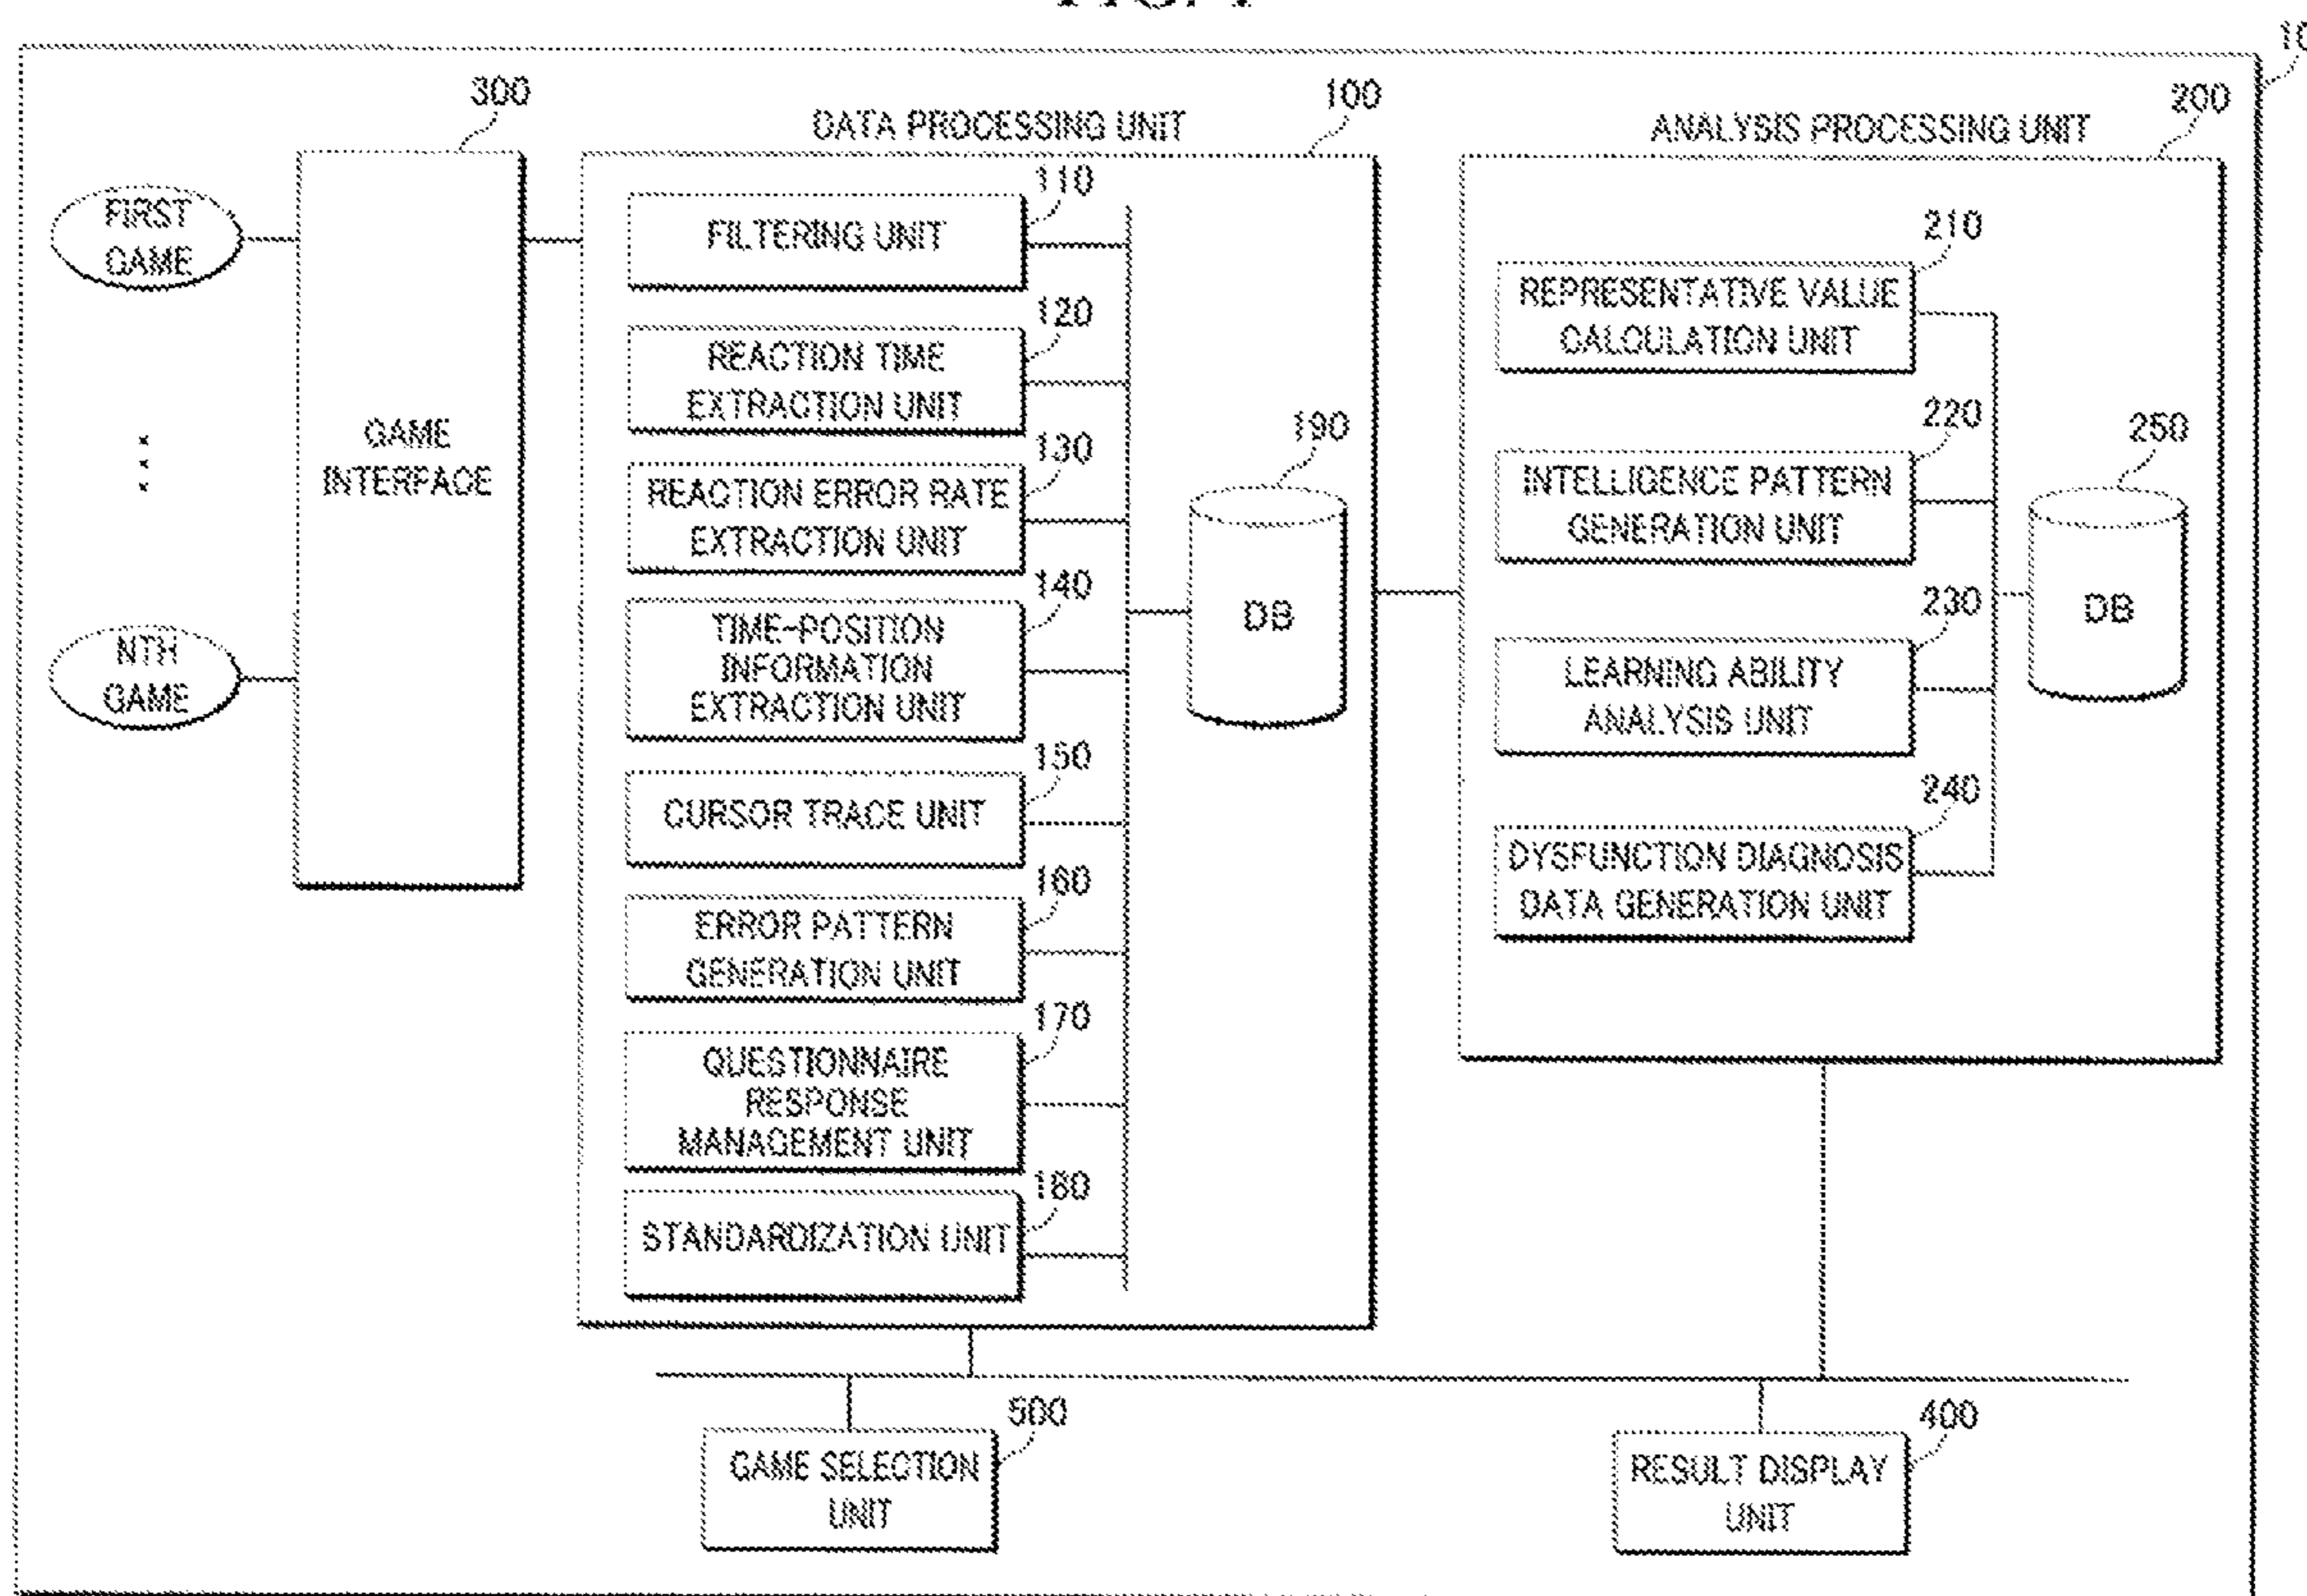 10
300
DATA PROCESSING UNIT
100
ANALYSIS PROCESSING UNIT
200
FIRST
GAME
NTH
GAME
GAME
INTERFACE
110
FILTERING UNIT
120
REACTION TIME
EXTRACTION UNIT
130
REACTION ERROR RATE
EXTRACTION UNIT
140
TIME-POSITION
INFORMATION
EXTRACTION UNIT
150
CURSOR TRACE UNIT
160
ERROR PATTERN
GENERATION UNIT
170
QUESTIONNAIRE
RESPONSE
MANAGEMENT UNIT
180
STANDARDIZATION UNIT
190
DB
210
REPRESENTATIVE VALUE
CALCULATION UNIT
220
INTELLIGENCE PATTERN
GENERATION UNIT
230
LEARNING ABILITY
ANALYSIS UNIT
240
DYSFUNCTION DIAGNOSIS
DATA GENERATION UNIT
250
DB
500
GAME SELECTION
UNIT
400
RESULT DISPLAY
UNIT